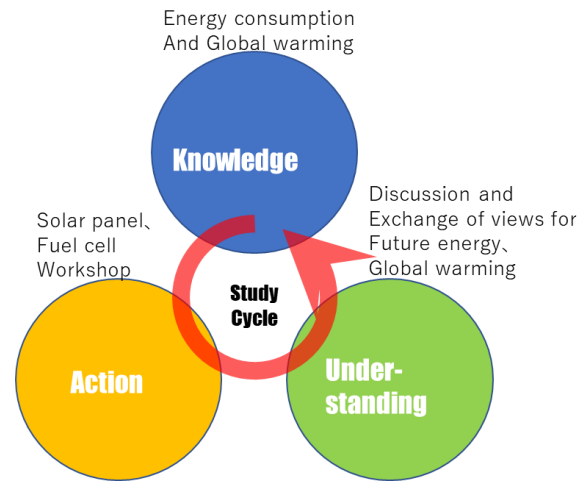 Energy consumption
And Global warming
Knowledge
Discussion and
Exchange of views for
Future energy、
Global warming
Solar panel、
Fuel cell
Workshop
Study
Cycle
Action
Under-
standing